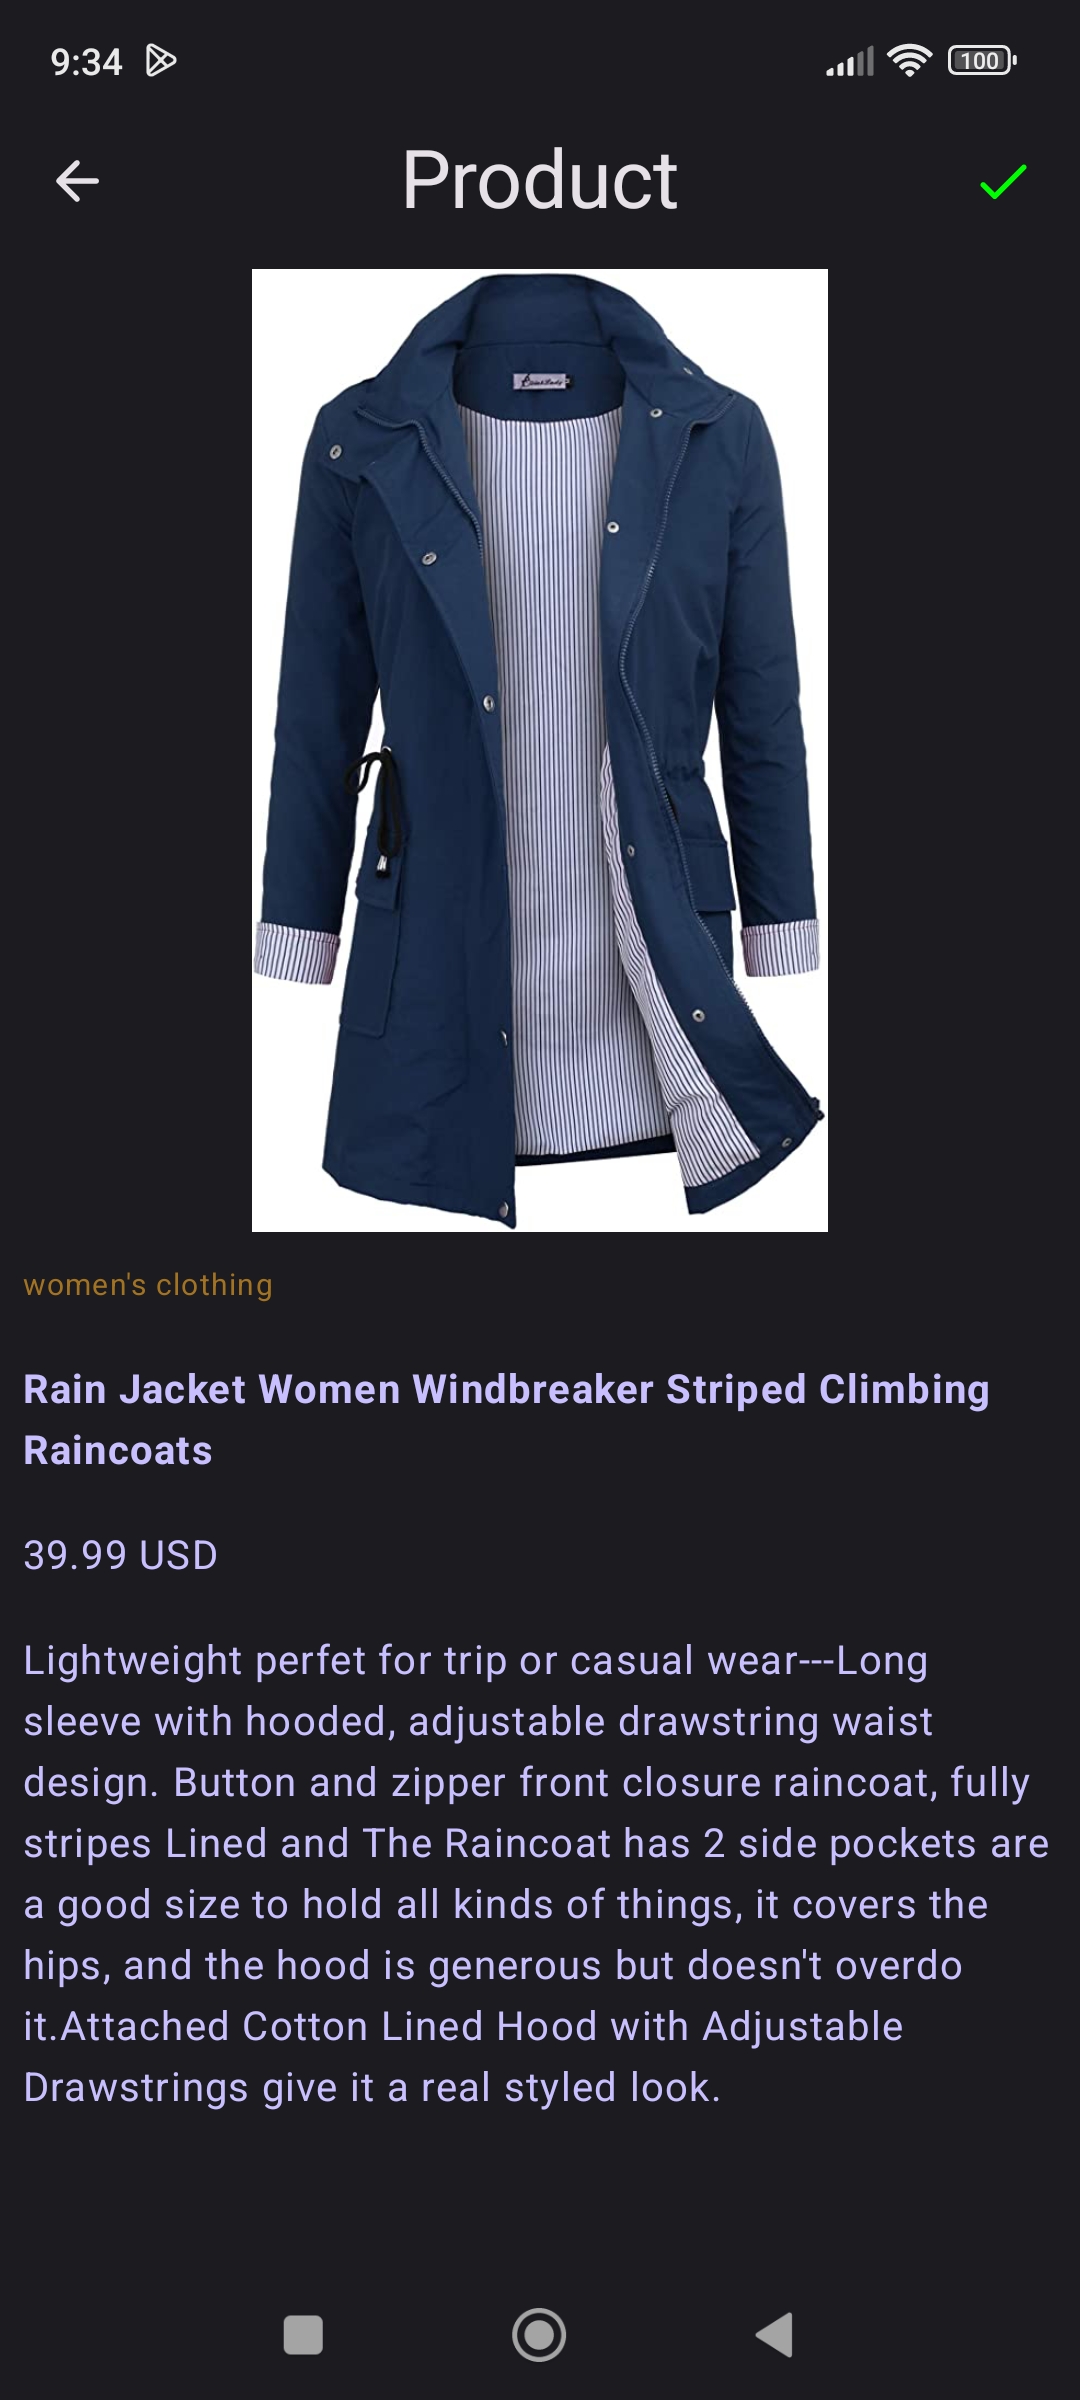 9:34
100
Product
women's clothing
Rain Jacket Women Windbreaker Striped Climbing
Raincoats
39.99 USD
Lightweight perfet for trip or casual wear---Long
sleeve with hooded, adjustable drawstring waist
design. Button and zipper front closure raincoat, fully
stripes Lined and The Raincoat has 2 side pockets are
a good size to hold all kinds of things, it covers the
hips, and the hood is generous but doesn't overdo
it.Attached Cotton Lined Hood with Adjustable
Drawstrings give it a real styled look.